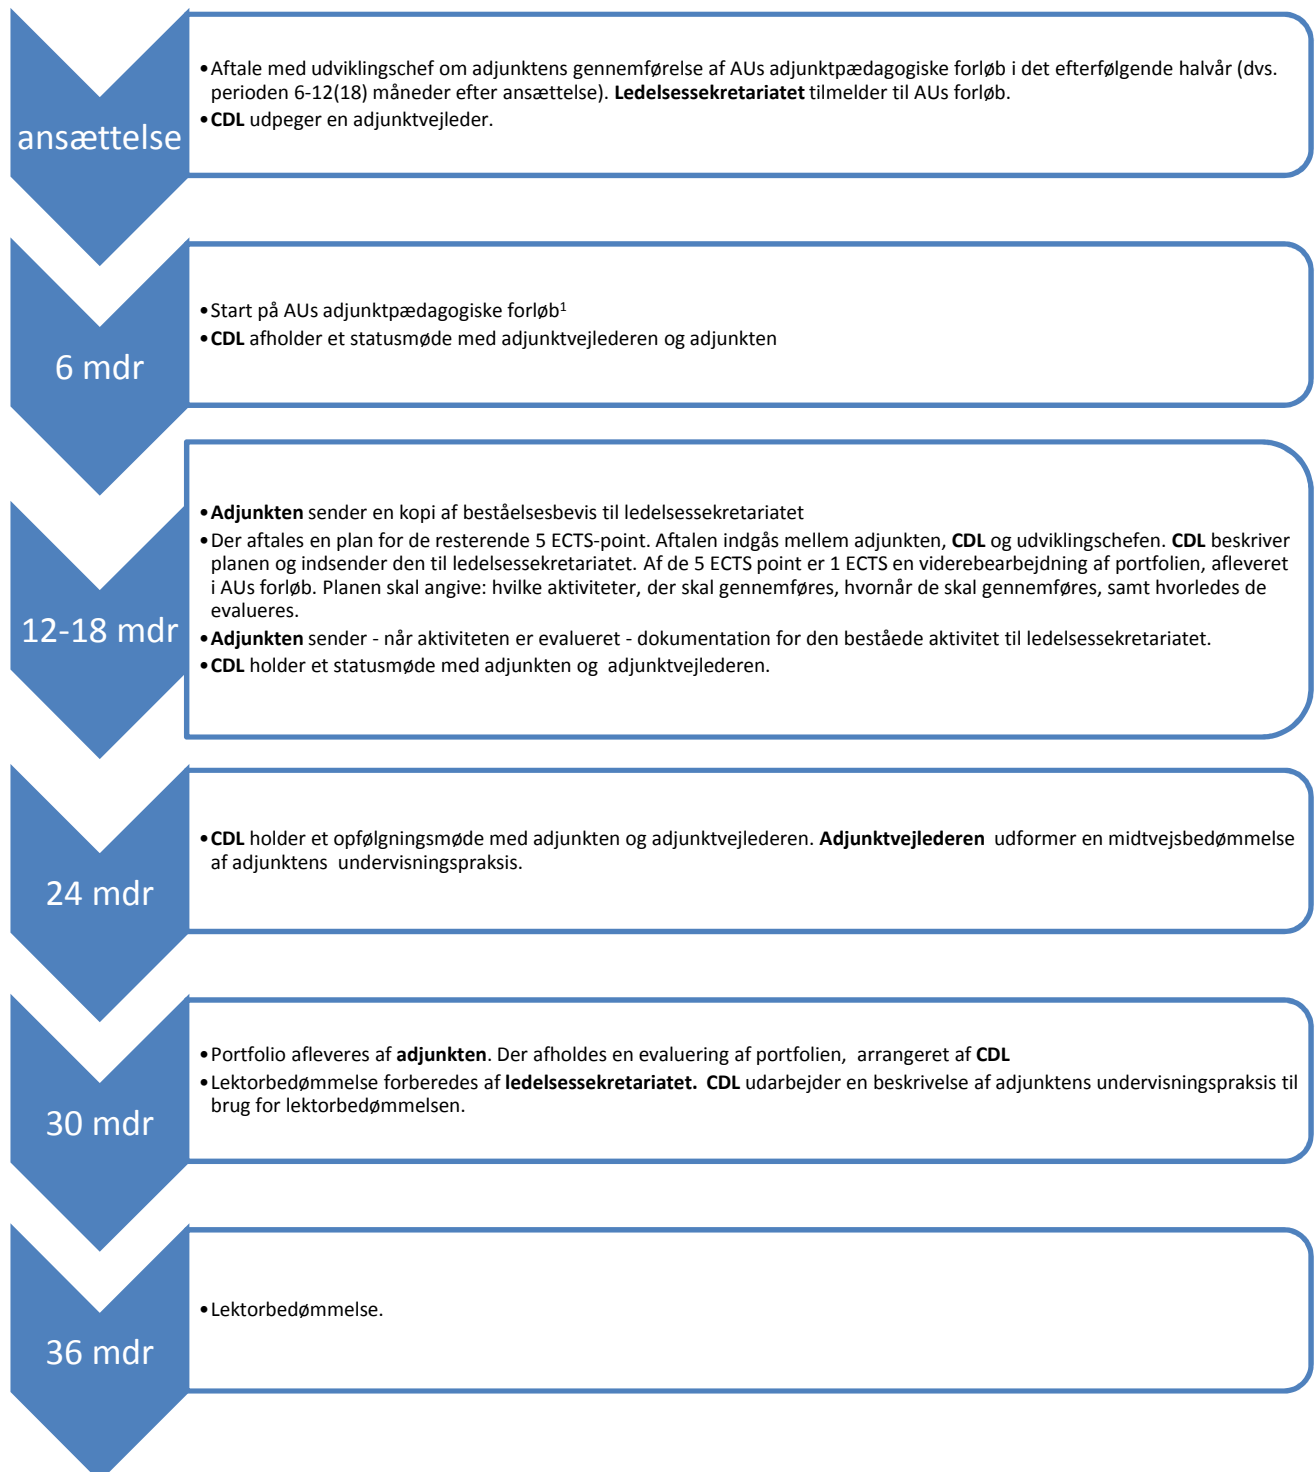 ansættelse
•Aftale med udviklingschef om adjunktens gennemførelse af AUs adjunktpædagogiske forløb i det efterfølgende halvår (dvs.
perioden 6-12(18) måneder efter ansættelse). Ledelsessekretariatet tilmelder til AUs forløb.
•CDL udpeger en adjunktvejleder.
6 mdr
•Start på AUs adjunktpædagogiske forløb1
•CDL afholder et statusmøde med adjunktvejlederen og adjunkten
12-18 mdr
•Adjunkten sender en kopi af beståelsesbevis til ledelsessekretariatet
•Der aftales en plan for de resterende 5 ECTS-point. Aftalen indgås mellem adjunkten, CDL og udviklingschefen. CDL beskriver
planen og indsender den til ledelsessekretariatet. Af de 5 ECTS point er 1 ECTS en viderebearbejdning af portfolien, afleveret
i AUs forløb. Planen skal angive: hvilke aktiviteter, der skal gennemføres, hvornår de skal gennemføres, samt hvorledes de
evalueres.
•Adjunkten sender - når aktiviteten er evalueret - dokumentation for den beståede aktivitet til ledelsessekretariatet.
•CDL holder et statusmøde med adjunkten og adjunktvejlederen.
24 mdr
•CDL holder et opfølgningsmøde med adjunkten og adjunktvejlederen. Adjunktvejlederen udformer en midtvejsbedømmelse
af adjunktens undervisningspraksis.
30 mdr
•Portfolio afleveres af adjunkten. Der afholdes en evaluering af portfolien, arrangeret af CDL
•Lektorbedømmelse forberedes af ledelsessekretariatet. CDL udarbejder en beskrivelse af adjunktens undervisningspraksis til
brug for lektorbedømmelsen.
36 mdr
•Lektorbedømmelse.